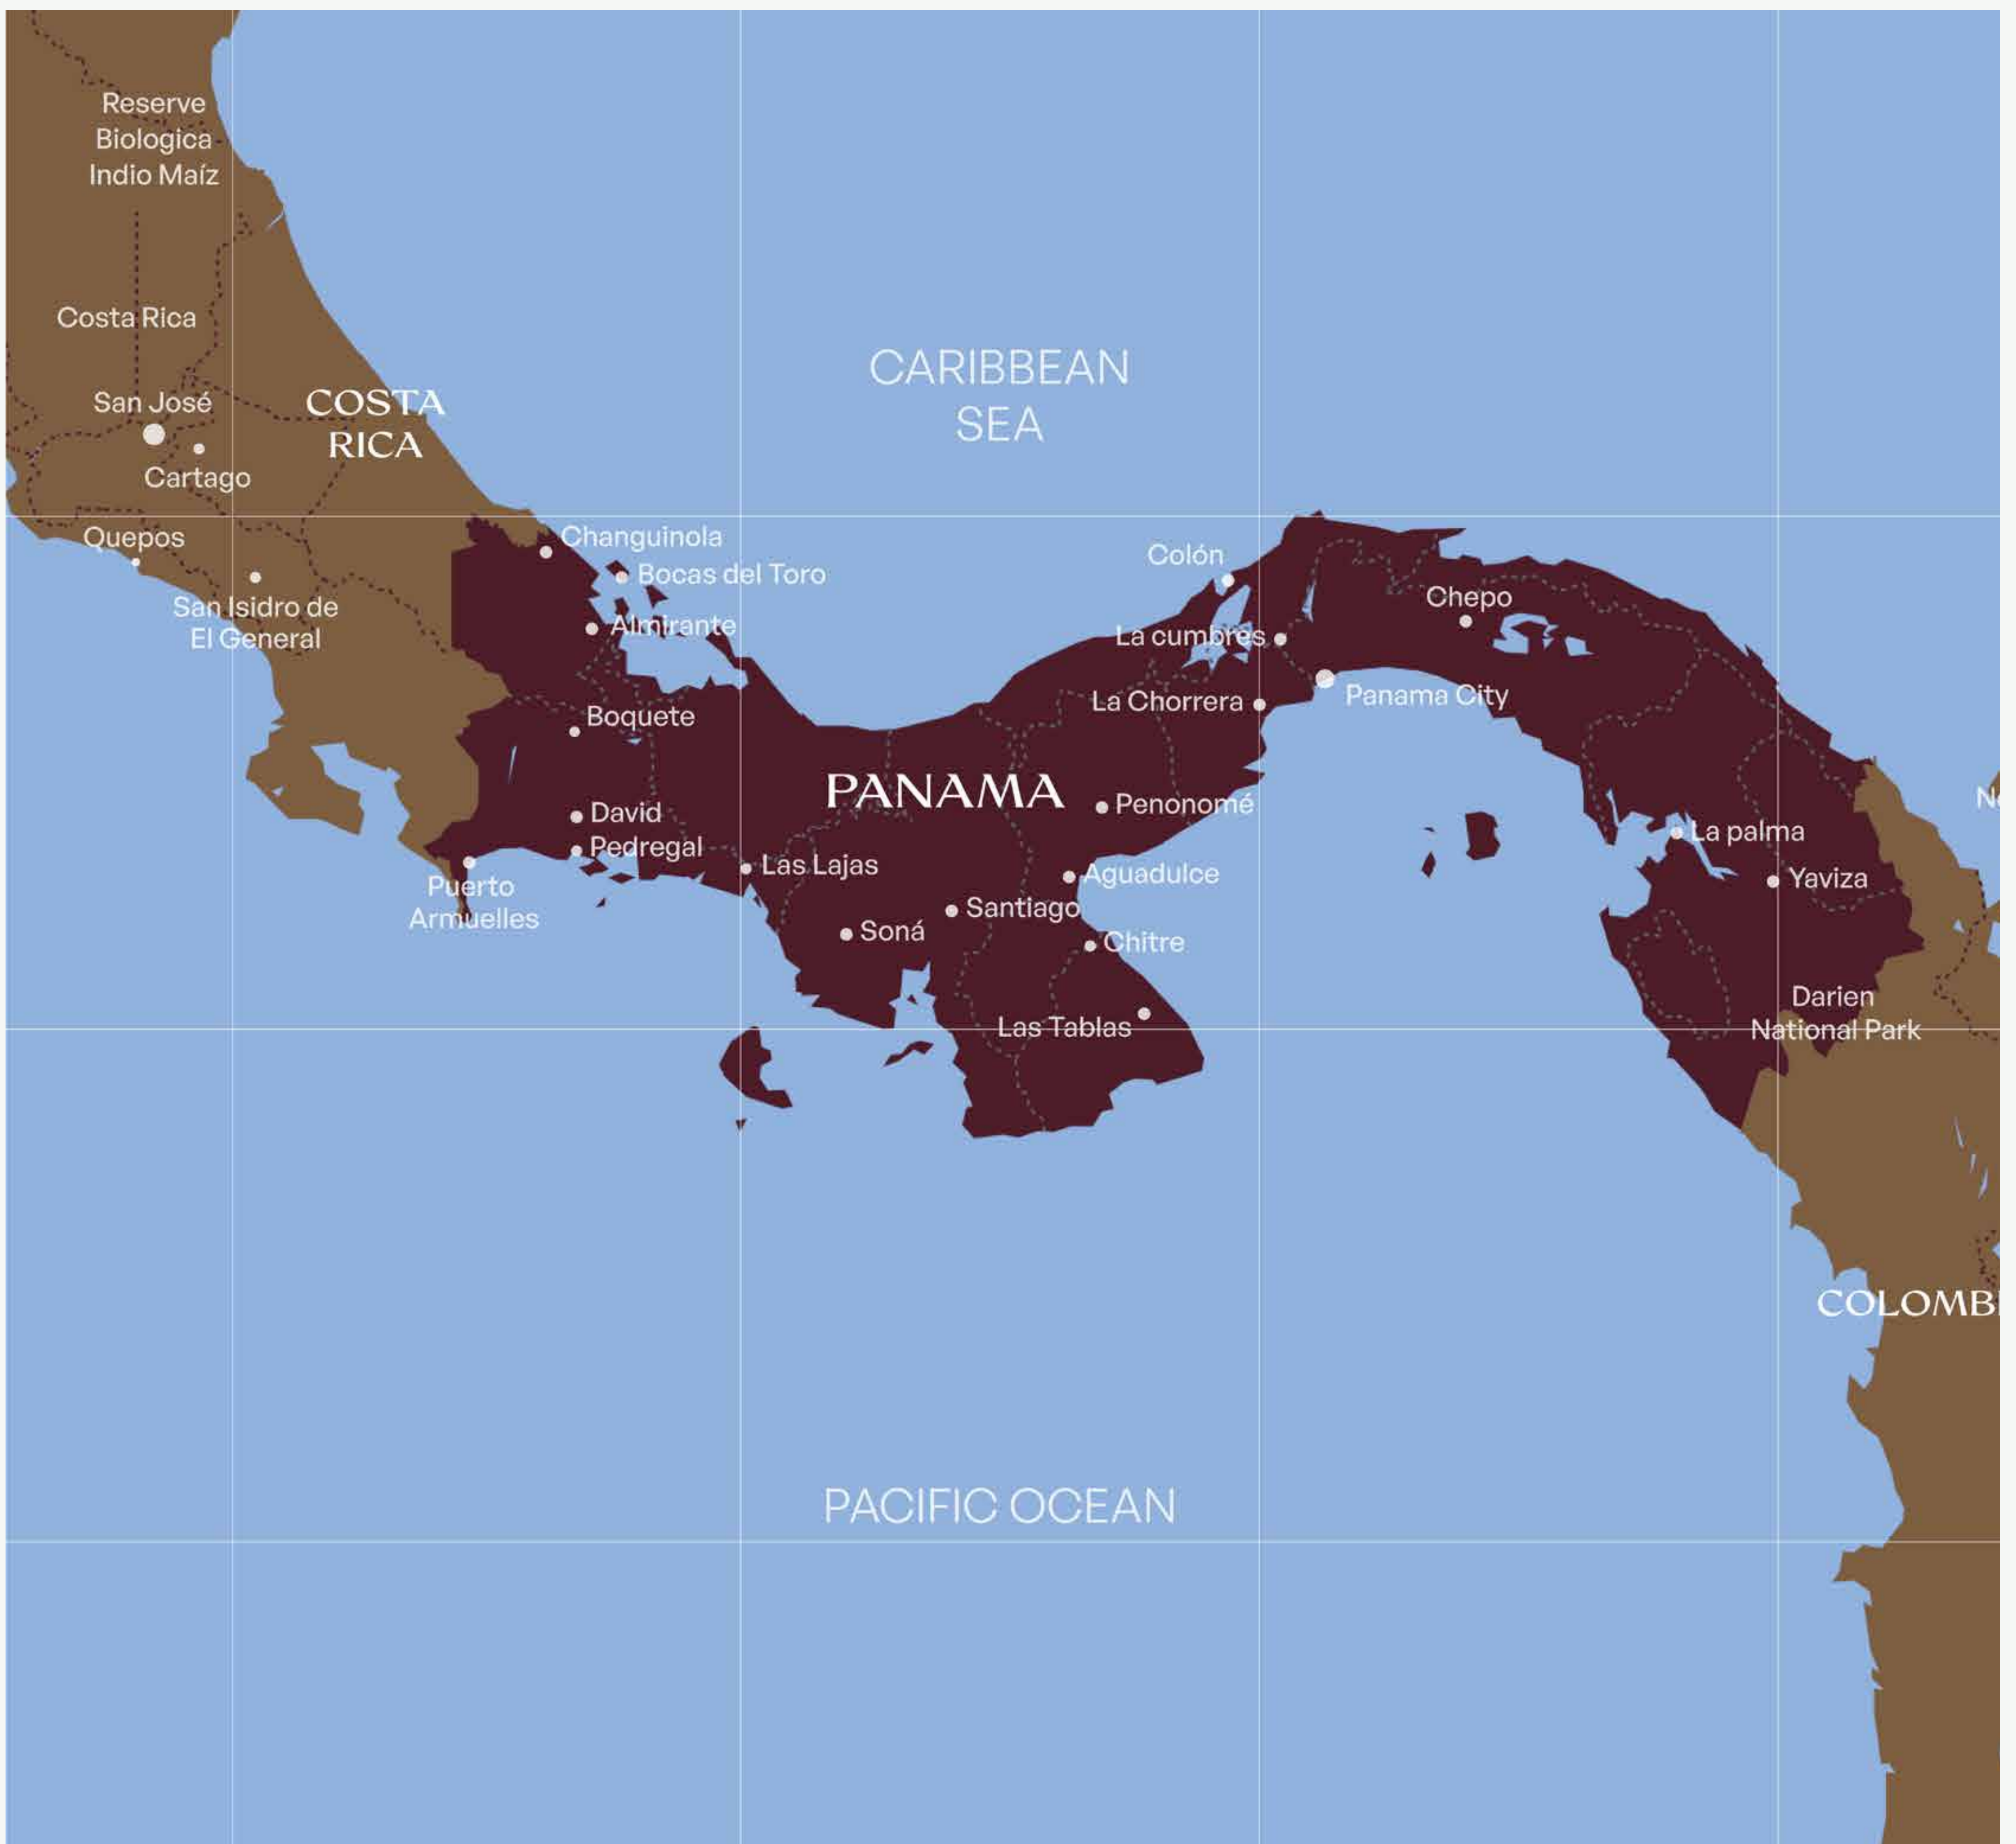 Reserve
Biologica
Indio Maíz
Costa Rica
San José
COSTA
RICA
Cartago
Quepos
San Isidro de
El General
CARIBBEAN
SEA
Changuinola
Bocas del Toro
Almirante
Boquete
David
Pedregal
Puerto
Armuelles
Las Lajas
PANAMA
Soná
Santiago
Colón
La cumbres
La Chorrera
Penonomé
Aguadulce
Chitre
Las Tablas
Chepo
Panama City
La palma
Yaviza
Darien
National Park
COLOMB
PACIFIC OCEAN